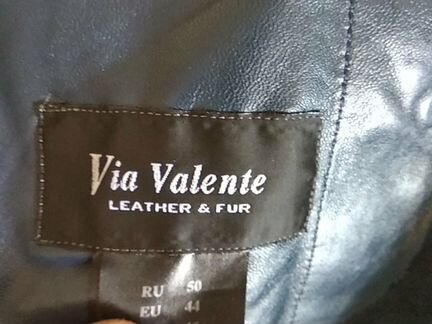 Via Valente
LEATHER & FUR
RU 50
EU 44